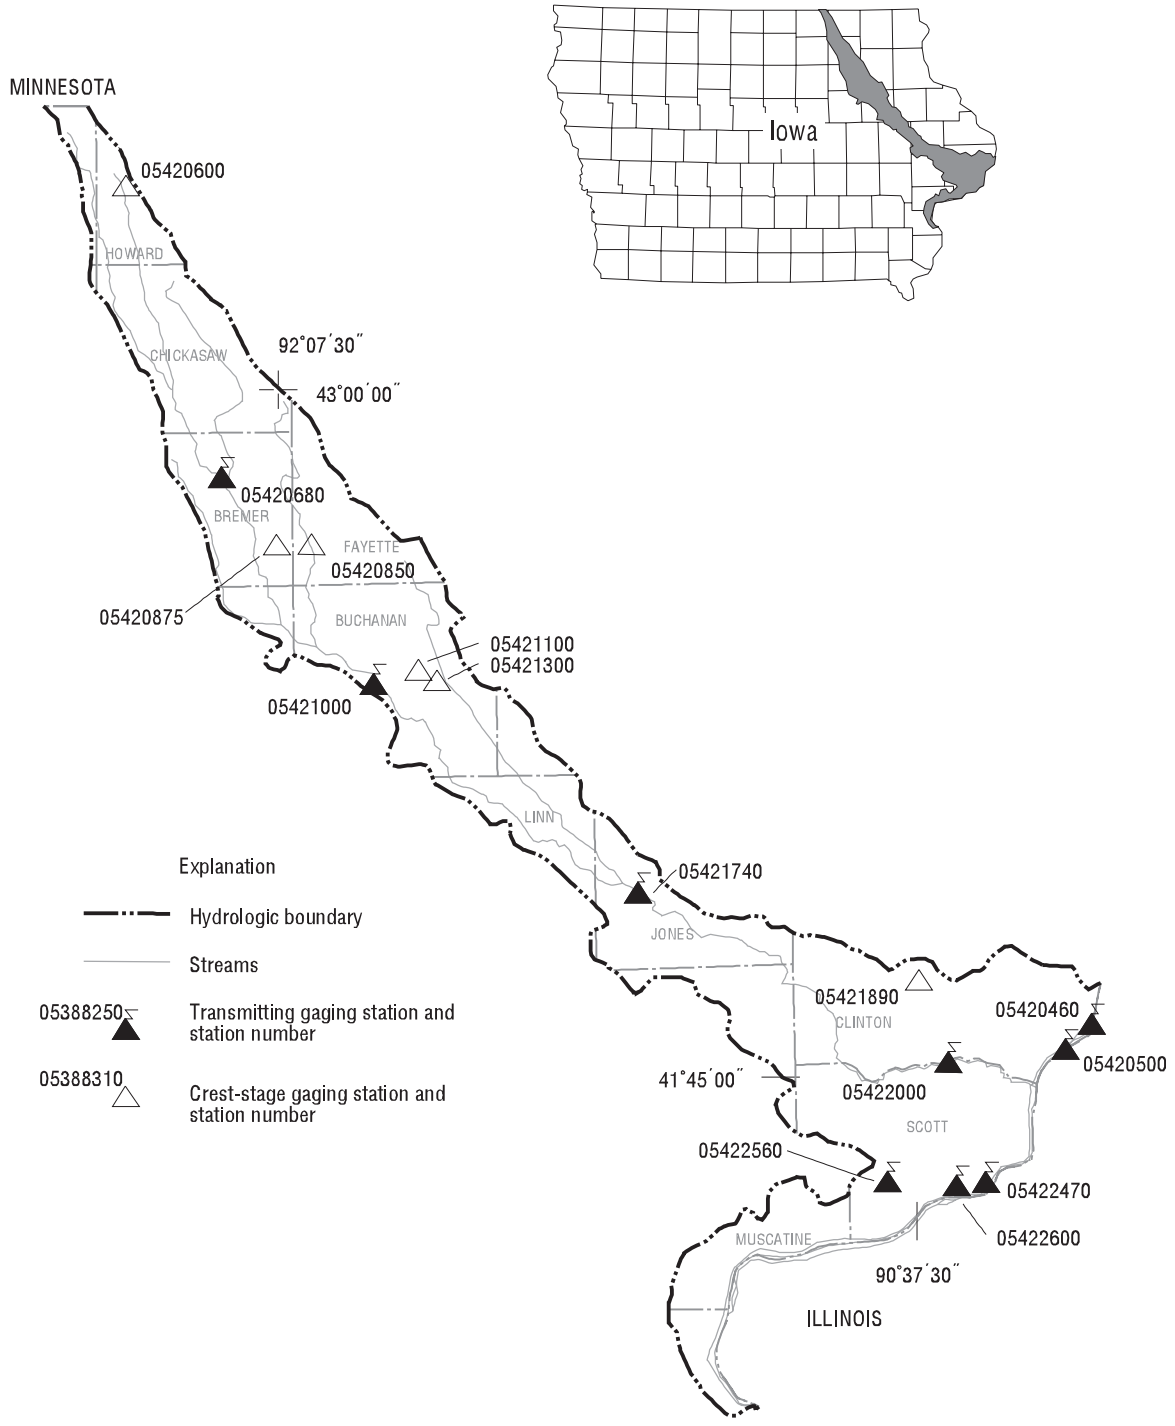 MINNESOTA
Iowa
05420600
HOWARD
92°07′30″
CHICKASAW
43°00′00″
05420680
BREMER
FAYETTE
05420850
05420875
BUCHANAN
05421100
05421300
05421000
LINN
Explanation
05421740
Hydrologic boundary
JONES
Streams
05421890
05420460
05388250
Transmitting gaging station and
station number
CLINTON
05420500
05388310
Crest-stage gaging station and
station number
41°45′00″
05422000
SCOTT
05422560
05422470
05422600
MUSCATINE
90°37′30″
ILLINOIS